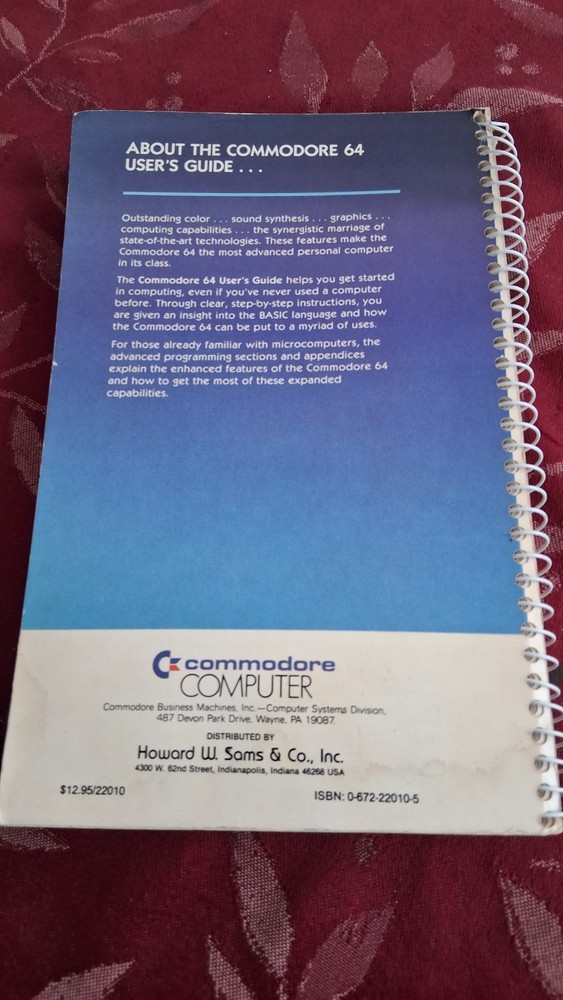 ABOUT THE COMMODORE 64
USER'S GUIDE . . .
Outstanding color . . . sound synthesis . . . graphics . . .
computing capabilities . . . the synergistic marriage of
state-of-the-art technologies. These features make the
Commodore 64 the most advanced personal computer
in its class.
The Commodore 64 User's Guide helps you get started
in computing, even if you've never used a computer
before. Through clear, step-by-step instructions, you
are given an insight into the BASIC language and how
the Commodore 64 can be put to a myriad of uses.
For those already familiar with microcomputers, the
advanced programming sections and appendices
explain the enhanced features of the Commodore 64
and how to get the most of these expanded
capabilities.
commodore
COMPUTER
Commodore Business Machines, Inc.—Computer Systems Division,
487 Devon Park Drive, Wayne, PA 19087.
DISTRIBUTED BY
Howard W. Sams & Co., Inc.
4300 W. 62nd Street, Indianapolis, Indiana 46268 USA
$12.95/22010
ISBN: 0-672-22010-5